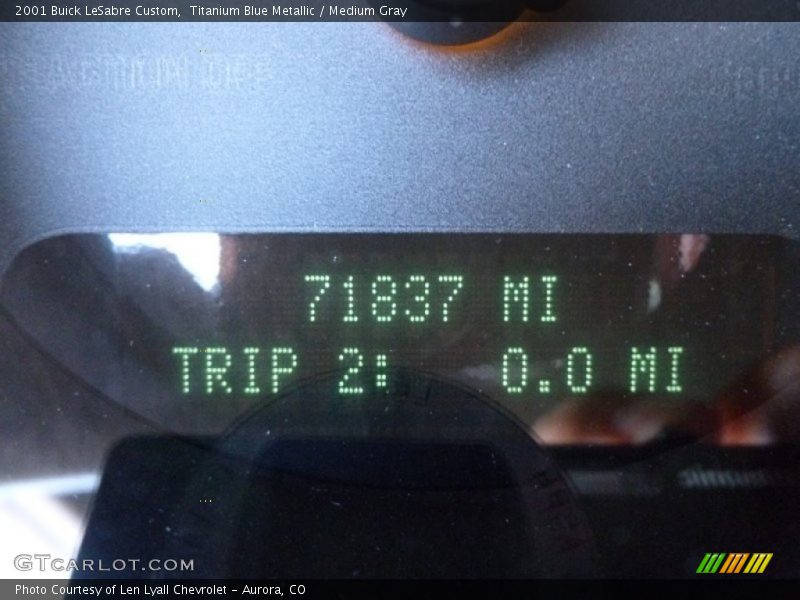 2001 Buick LeSabre Custom, Titanium Blue Metallic / Medium Gray
71837 MI
TRIP 2: 0.0 MI
GTCARLOT.COM
Photo Courtesy of Len Lyall Chevrolet – Aurora, CO